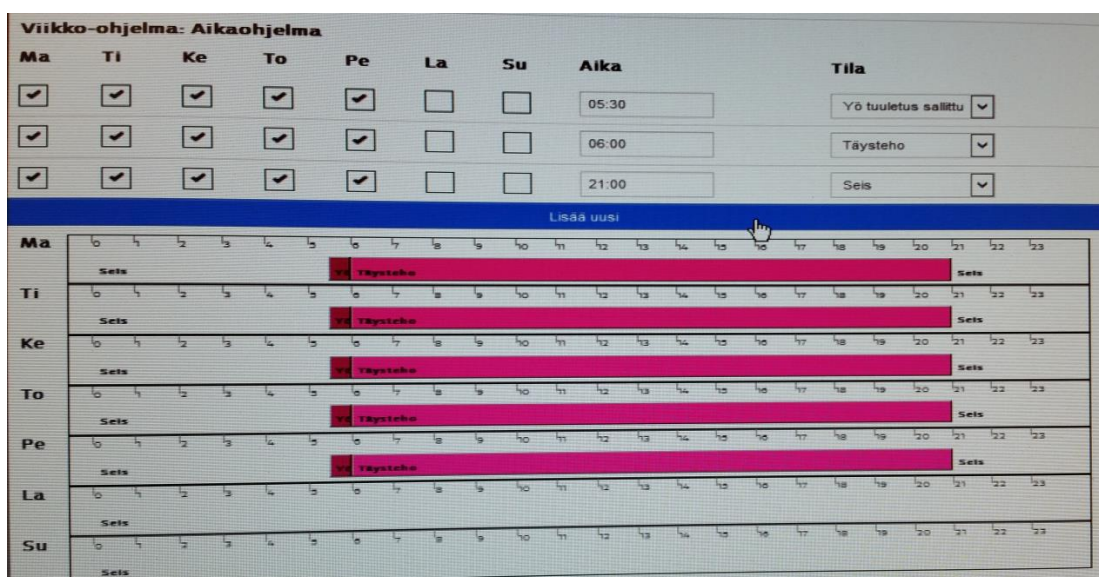 Viikko-ohjelma: Aikaohjelma
Ma Ti Ke To Pe La Su Aika Tila
05:30 Yö tuuletus sallittu
06:00 Täysteho
21:00 Seis
Lisää uusi
Ma 0 1 2 3 4 5 6 7 8 9 10 11 12 13 14 15 16 17 18 19 20 21 22 23
Seis Yö Täysteho Seis
Ti 0 1 2 3 4 5 6 7 8 9 10 11 12 13 14 15 16 17 18 19 20 21 22 23
Seis Yö Täysteho Seis
Ke 0 1 2 3 4 5 6 7 8 9 10 11 12 13 14 15 16 17 18 19 20 21 22 23
Seis Yö Täysteho Seis
To 0 1 2 3 4 5 6 7 8 9 10 11 12 13 14 15 16 17 18 19 20 21 22 23
Seis Yö Täysteho Seis
Pe 0 1 2 3 4 5 6 7 8 9 10 11 12 13 14 15 16 17 18 19 20 21 22 23
Seis Yö Täysteho Seis
La 0 1 2 3 4 5 6 7 8 9 10 11 12 13 14 15 16 17 18 19 20 21 22 23
Seis
Su 0 1 2 3 4 5 6 7 8 9 10 11 12 13 14 15 16 17 18 19 20 21 22 23
Seis